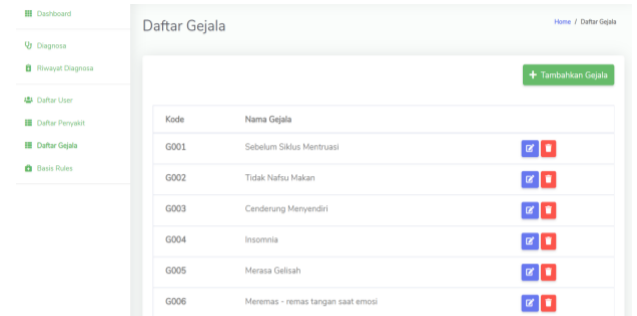 Dashboard
Diagnosa
Riwayat Diagnosa
Daftar User
Daftar Penyakit
Daftar Gejala
Basis Rules
Daftar Gejala
Home / Daftar Gejala
+ Tambahkan Gejala
Kode Nama Gejala
G001 Sebelum Siklus Mentruasi
G002 Tidak Nafsu Makan
G003 Cenderung Menyendiri
G004 Insomnia
G005 Merasa Gelisah
G006 Meremas - remas tangan saat emosi